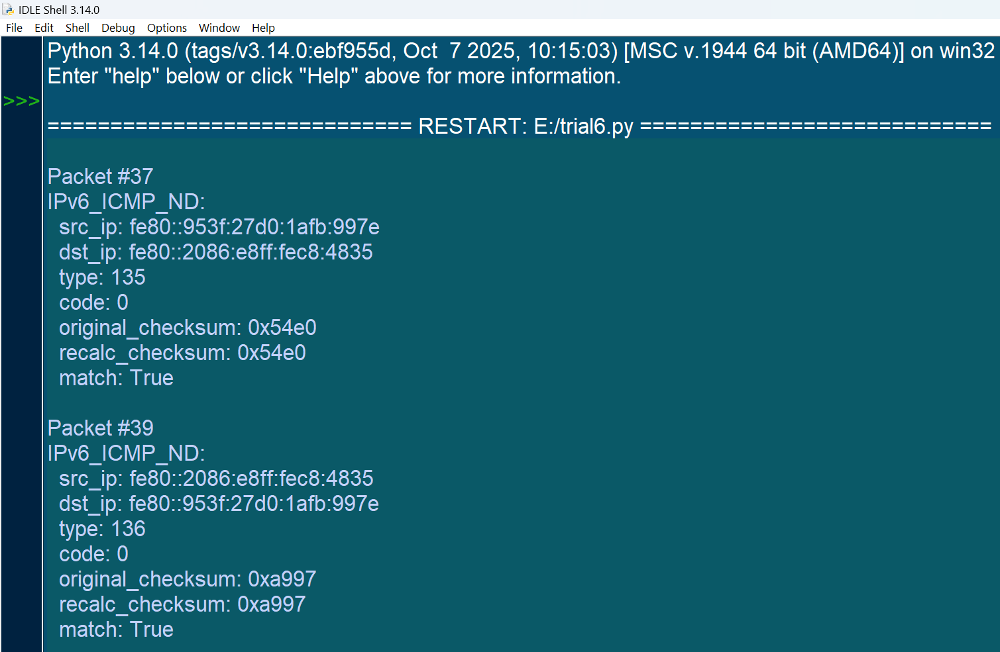 IDLE Shell 3.14.0
File Edit Shell Debug Options Window Help
Python 3.14.0 (tags/v3.14.0:ebf955d, Oct  7 2025, 10:15:03) [MSC v.1944 64 bit (AMD64)] on win32
Enter "help" below or click "Help" above for more information.
>>>
============================= RESTART: E:/trial6.py ============================
Packet #37
IPv6_ICMP_ND:
  src_ip: fe80::953f:27d0:1afb:997e
  dst_ip: fe80::2086:e8ff:fec8:4835
  type: 135
  code: 0
  original_checksum: 0x54e0
  recalc_checksum: 0x54e0
  match: True
Packet #39
IPv6_ICMP_ND:
  src_ip: fe80::2086:e8ff:fec8:4835
  dst_ip: fe80::953f:27d0:1afb:997e
  type: 136
  code: 0
  original_checksum: 0xa997
  recalc_checksum: 0xa997
  match: True